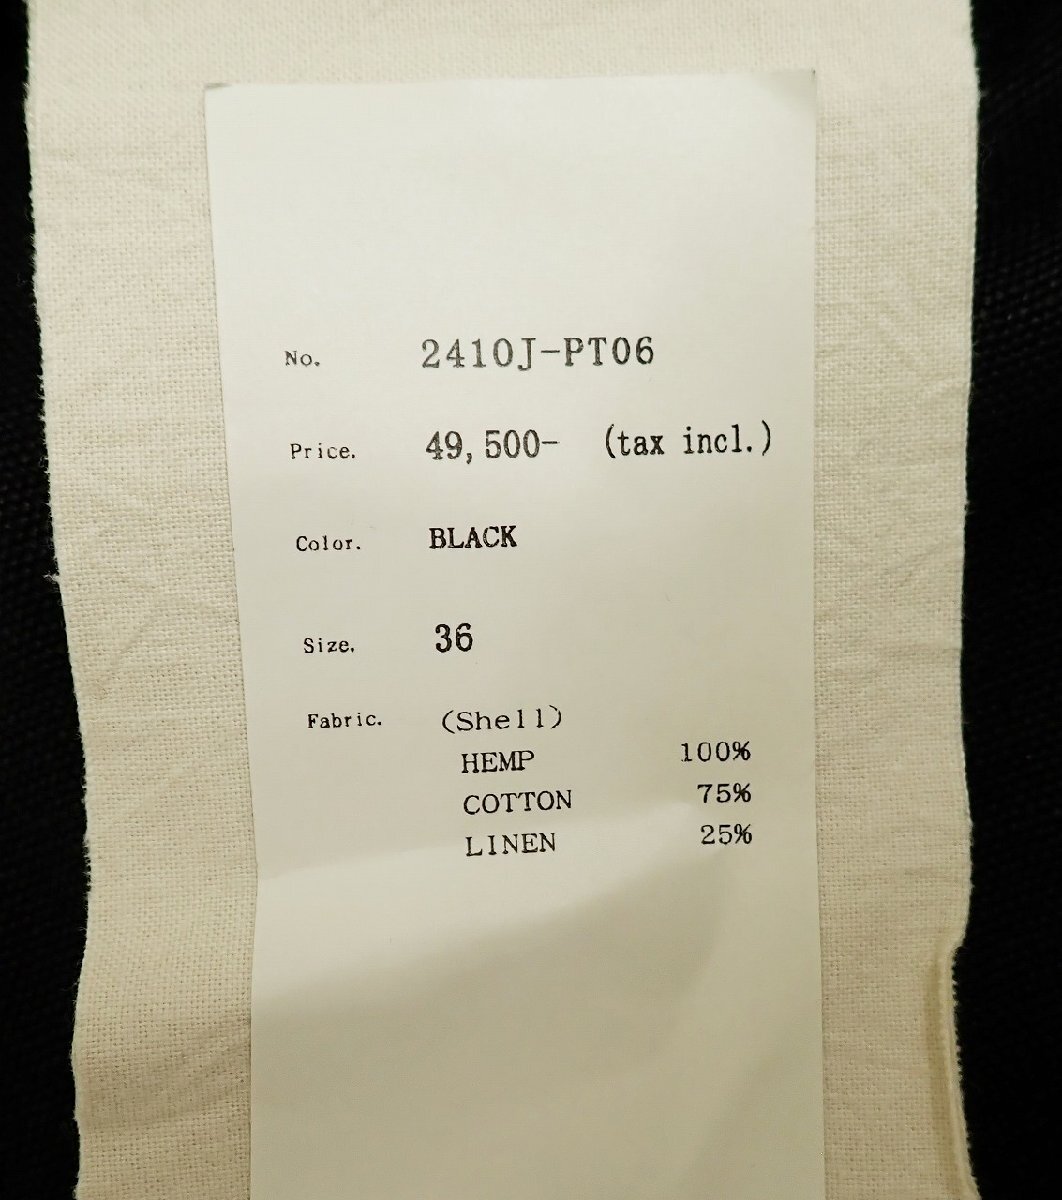 No. 2410J-PT06
Price. 49,500- (tax incl.)
Color. BLACK
Size. 36
Fabric. (Shell)
HEMP 100%
COTTON 75%
LINEN 25%